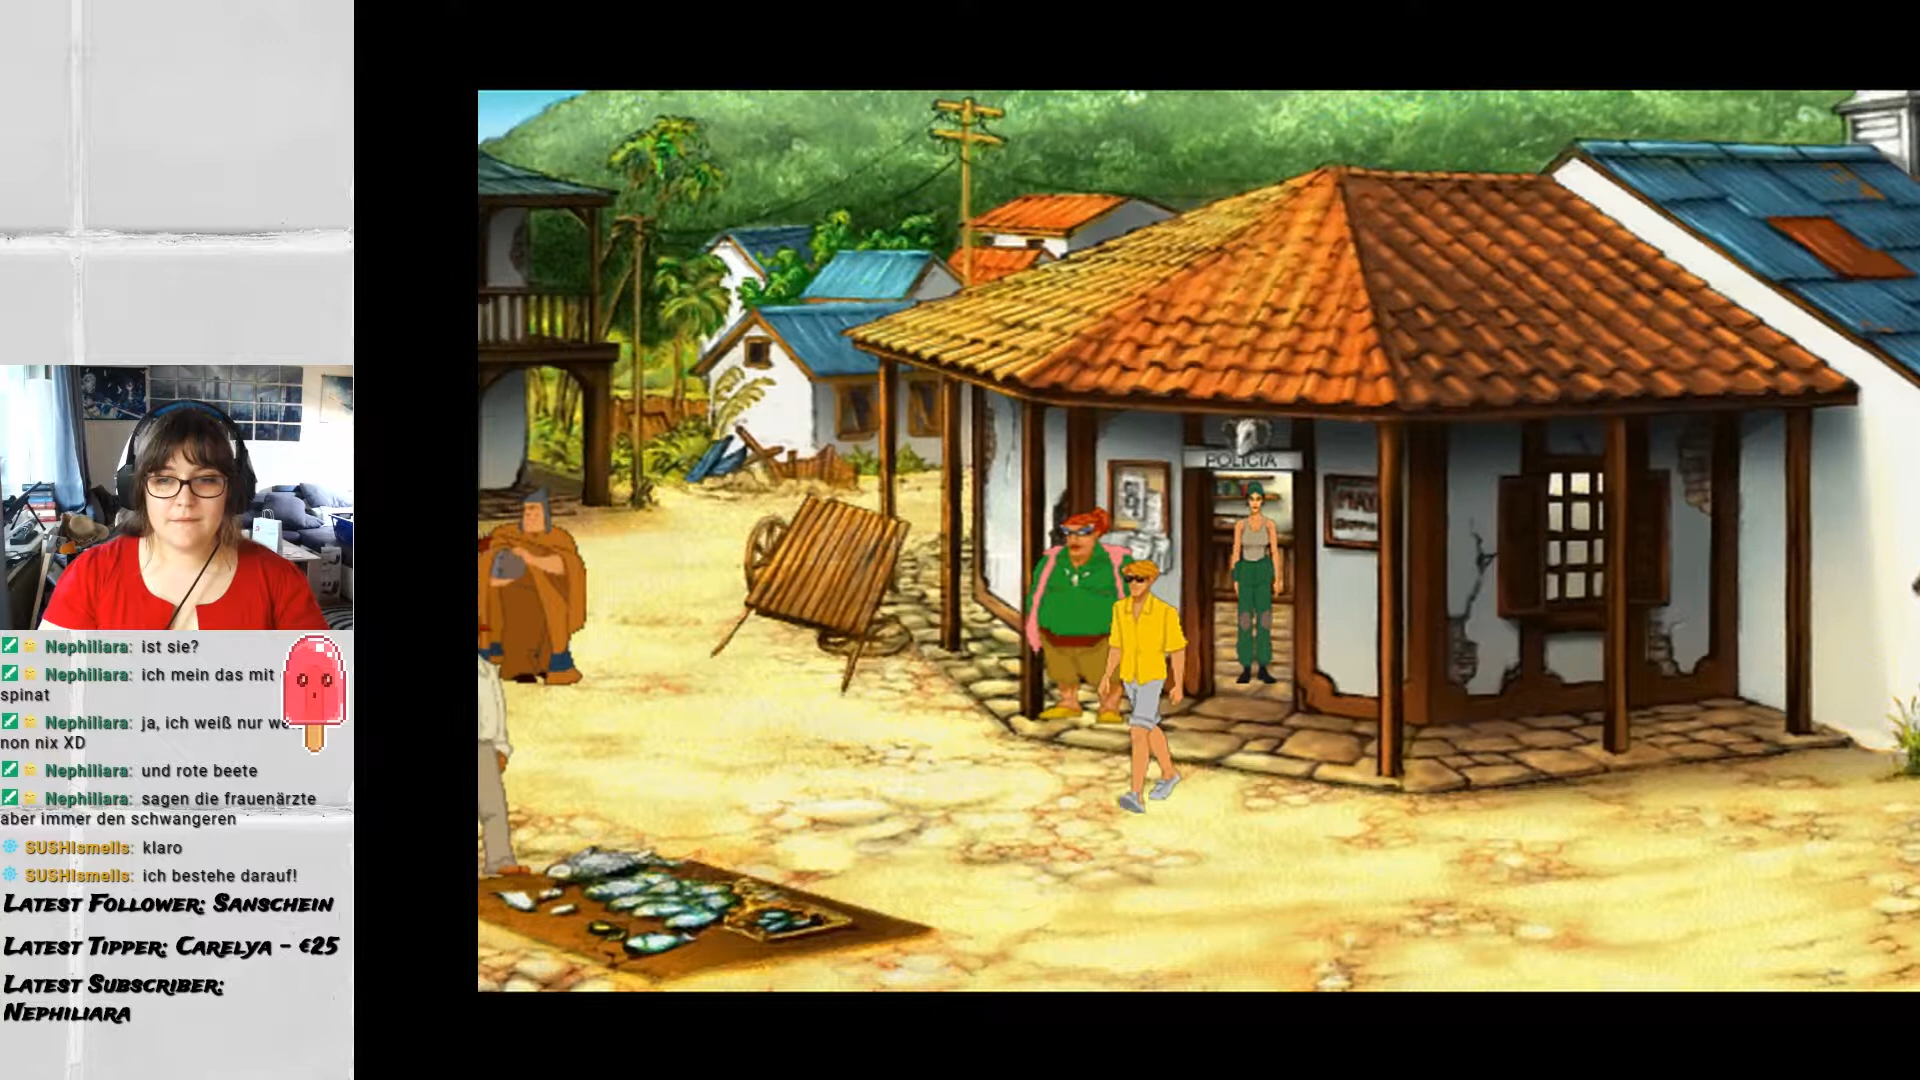 Nephiliara: ist sie?
Nephiliara: ich mein das mit
spinat
Nephiliara: ja, ich weiß nur
non nix XD
Nephiliara: und rote beete
Nephiliara: sagen die frauenärzte
aber immer den schwangeren
SUSHIsmells: klaro
SUSHIsmells: ich bestehe darauf!
Latest Follower: Sanschein
Latest Tipper: Carelya - €25
Latest Subscriber:
Nephiliara
POLICIA